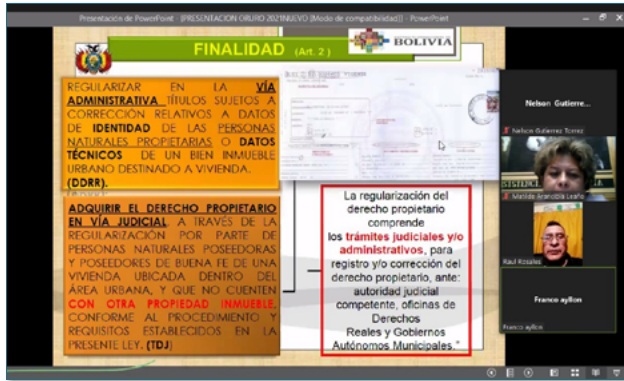 Presentación de PowerPoint - [PRESENTACION ORURO 2021NUEVO [Modo de compatibilidad]] - PowerPoint
FINALIDAD (Art. 2 )
BOLIVIA
REGULARIZAR EN LA VÍA
ADMINISTRATIVA TÍTULOS SUJETOS A
CORRECCIÓN RELATIVOS A DATOS
DE IDENTIDAD DE LAS PERSONAS
NATURALES PROPIETARIAS O DATOS
TÉCNICOS DE UN BIEN INMUEBLE
URBANO DESTINADO A VIVIENDA.
(DDRR).
ADQUIRIR EL DERECHO PROPIETARIO
EN VÍA JUDICIAL, A TRAVÉS DE LA
REGULARIZACIÓN POR PARTE DE
PERSONAS NATURALES POSEEDORAS
Y POSEEDORES DE BUENA FE DE UNA
VIVIENDA UBICADA DENTRO DEL
ÁREA URBANA, Y QUE NO CUENTEN
CON OTRA PROPIEDAD INMUEBLE,
CONFORME AL PROCEDIMIENTO Y
REQUISITOS ESTABLECIDOS EN LA
PRESENTE LEY. (TDJ)
La regularización del
derecho propietario
comprende
los trámites judiciales y/o
administrativos, para
registro y/o corrección del
derecho propietario, ante:
autoridad judicial
competente, oficinas de
Derechos
Reales y Gobiernos
Autónomos Municipales."
Nelson Gutierre...
Nelson Gutierrez Torrez
Matilde Arancibia Leaño
Raul Rosales
Franco ayllon
Franco ayllon